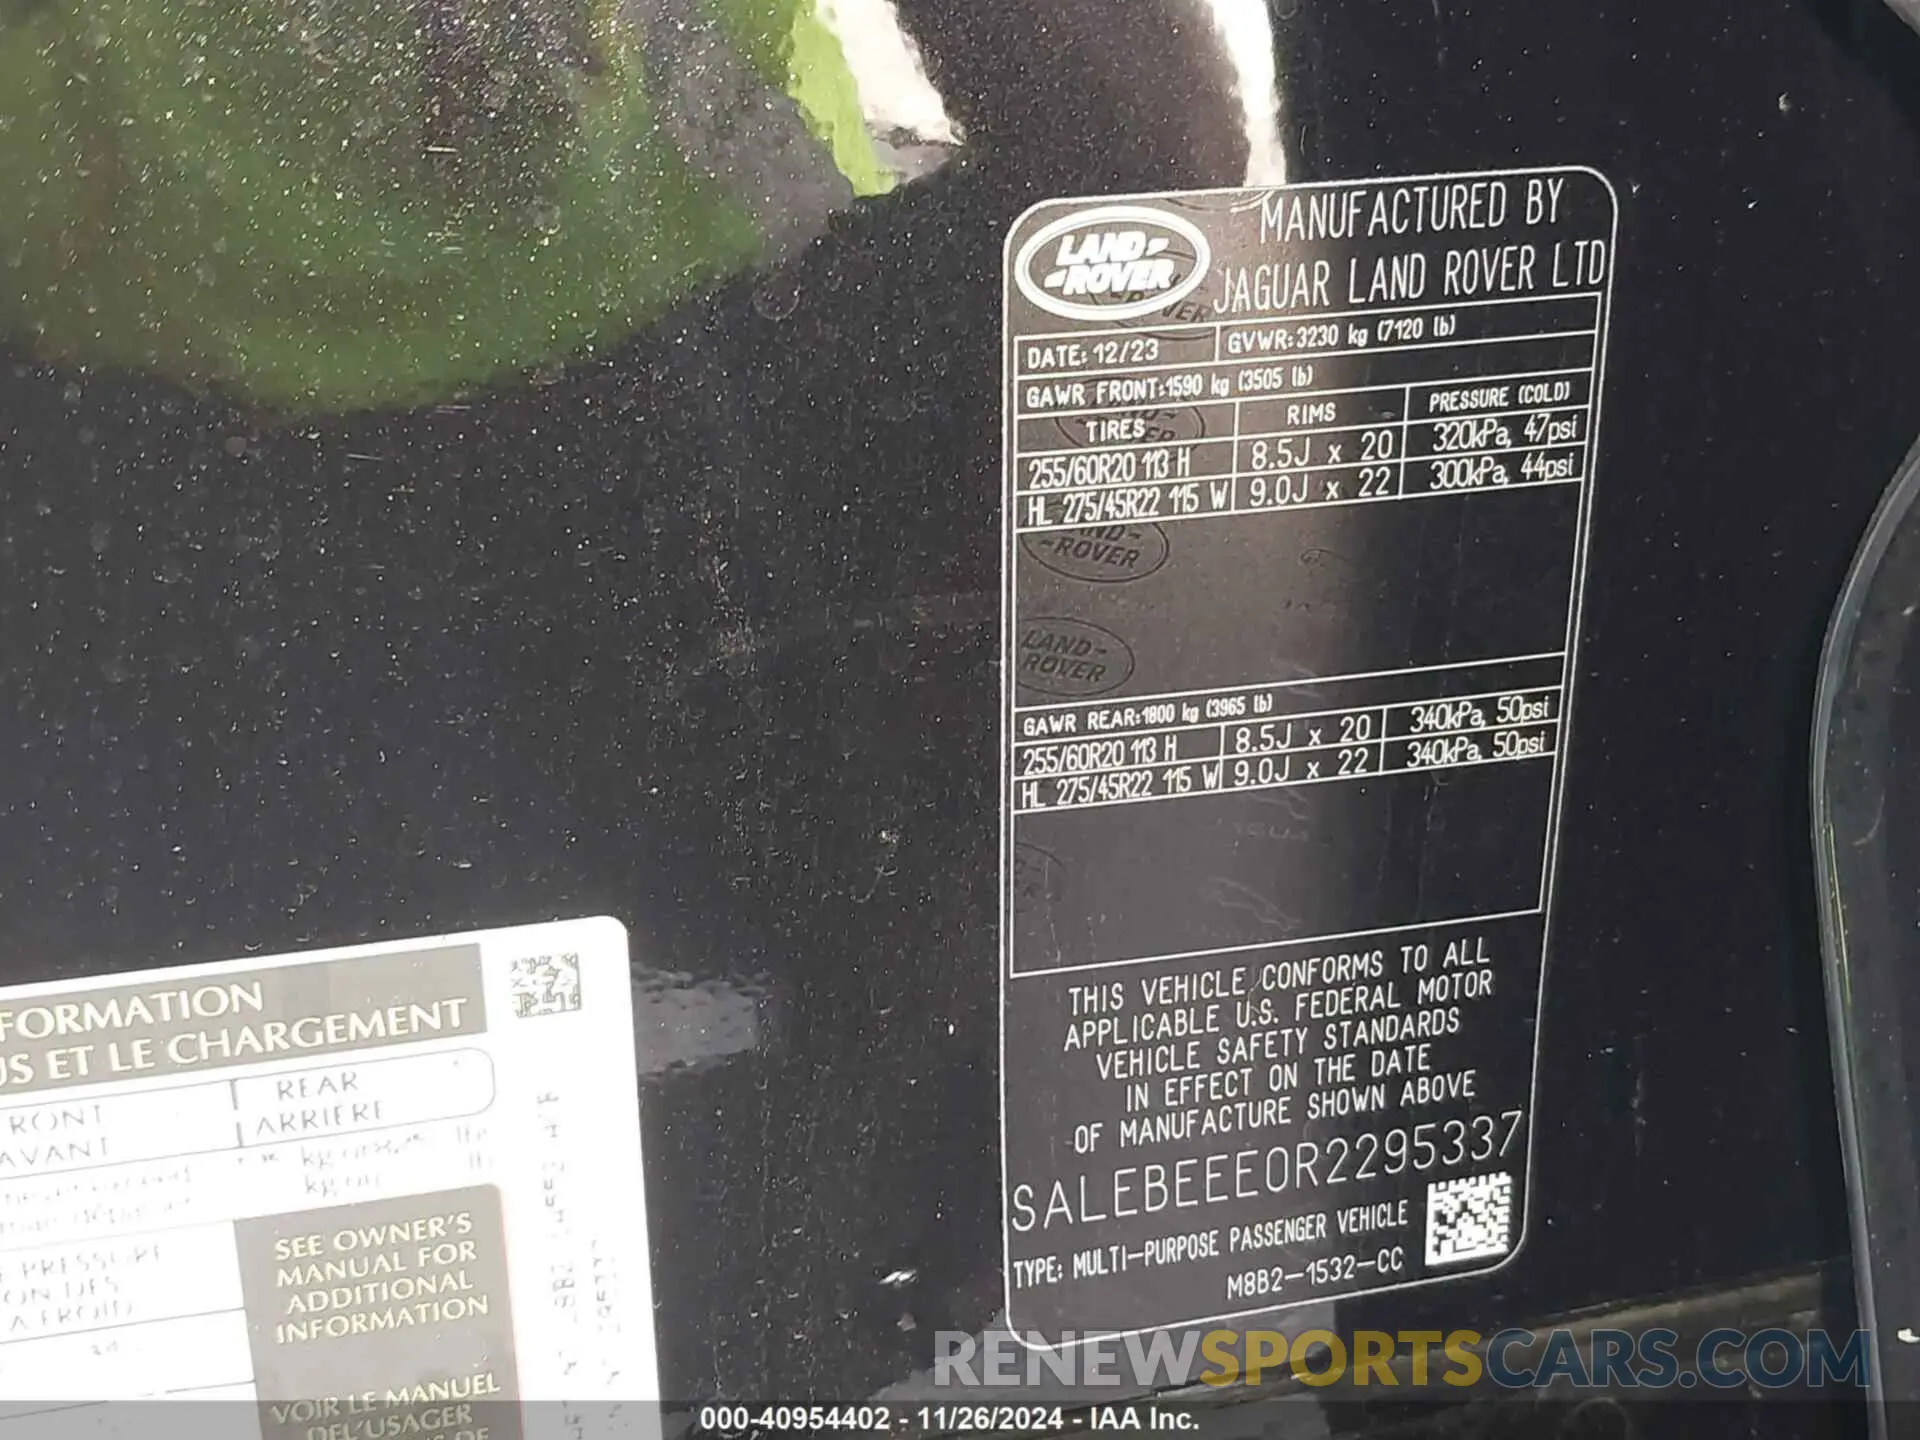 LAND-
-ROVER
MANUFACTURED BY
JAGUAR LAND ROVER LTD
DATE: 12/23
GVWR: 3230 kg (7120 lb)
GAWR FRONT: 1590 kg (3505 lb)
TIRES RIMS PRESSURE (COLD)
255/60R20 113 H 8.5J x 20 320kPa, 47psi
HL 275/45R22 115 W 9.0J x 22 300kPa, 44psi
-ROVER
LAND-
ROVER
GAWR REAR: 1800 kg (3965 lb)
255/60R20 113 H 8.5J x 20 340kPa, 50psi
HL 275/45R22 115 W 9.0J x 22 340kPa, 50psi
THIS VEHICLE CONFORMS TO ALL
APPLICABLE U.S. FEDERAL MOTOR
VEHICLE SAFETY STANDARDS
IN EFFECT ON THE DATE
OF MANUFACTURE SHOWN ABOVE
SALEBEEE0R2295337
TYPE: MULTI-PURPOSE PASSENGER VEHICLE
M8B2-1532-CC
FORMATION
US ET LE CHARGEMENT
RONT
AVANT
REAR
ARRIERE
PRESSURE
SEE OWNER'S
MANUAL FOR
ADDITIONAL
INFORMATION
VOIR LE MANUEL
DE L'USAGER
RENEWSPORTSCARS.COM
000-40954402 - 11/26/2024 - IAA Inc.